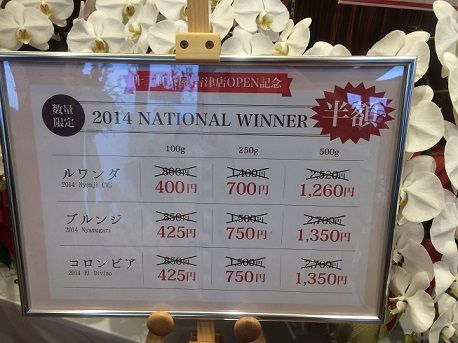 店OPEN記念
数量
限定
2014 NATIONAL WINNER
半額
100g 250g 500g
ルワンダ 800円 1,400円 2,520円
2014 Nyenji CWS 400円 700円 1,260円
ブルンジ 850円 1,500円 2,700円
2014 Nyamugari 425円 750円 1,350円
コロンビア 850円 1,500円 2,700円
2014 El Divino 425円 750円 1,350円